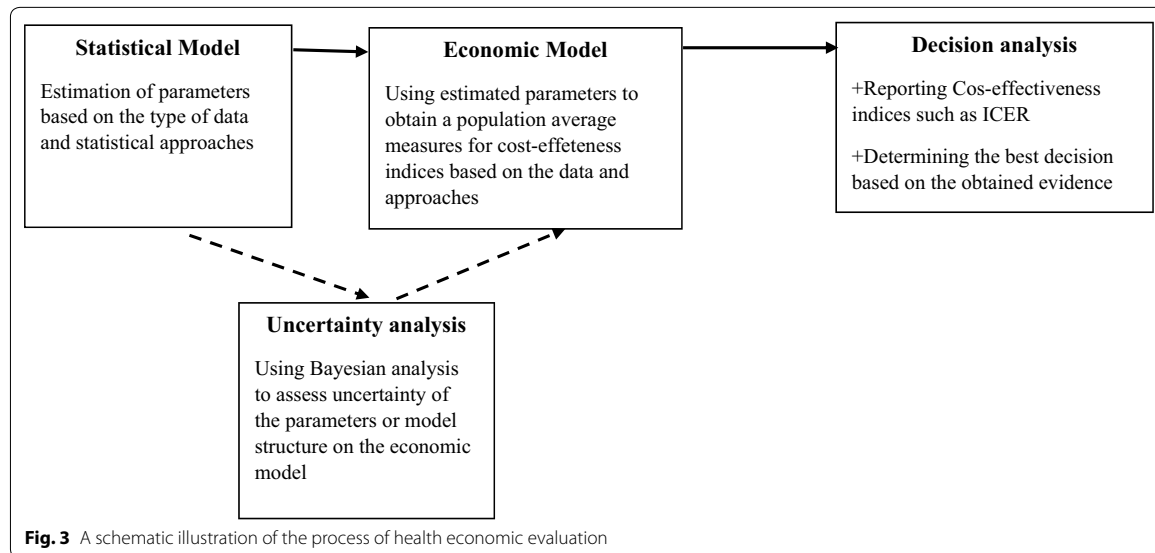 Statistical Model
Estimation of parameters
based on the type of data
and statistical approaches
Economic Model
Using estimated parameters to
obtain a population average
measures for cost-effeteness
indices based on the data and
approaches
Decision analysis
+Reporting Cos-effectiveness
indices such as ICER
+Determining the best decision
based on the obtained evidence
Uncertainty analysis
Using Bayesian analysis
to assess uncertainty of
the parameters or model
structure on the economic
model
Fig. 3 A schematic illustration of the process of health economic evaluation